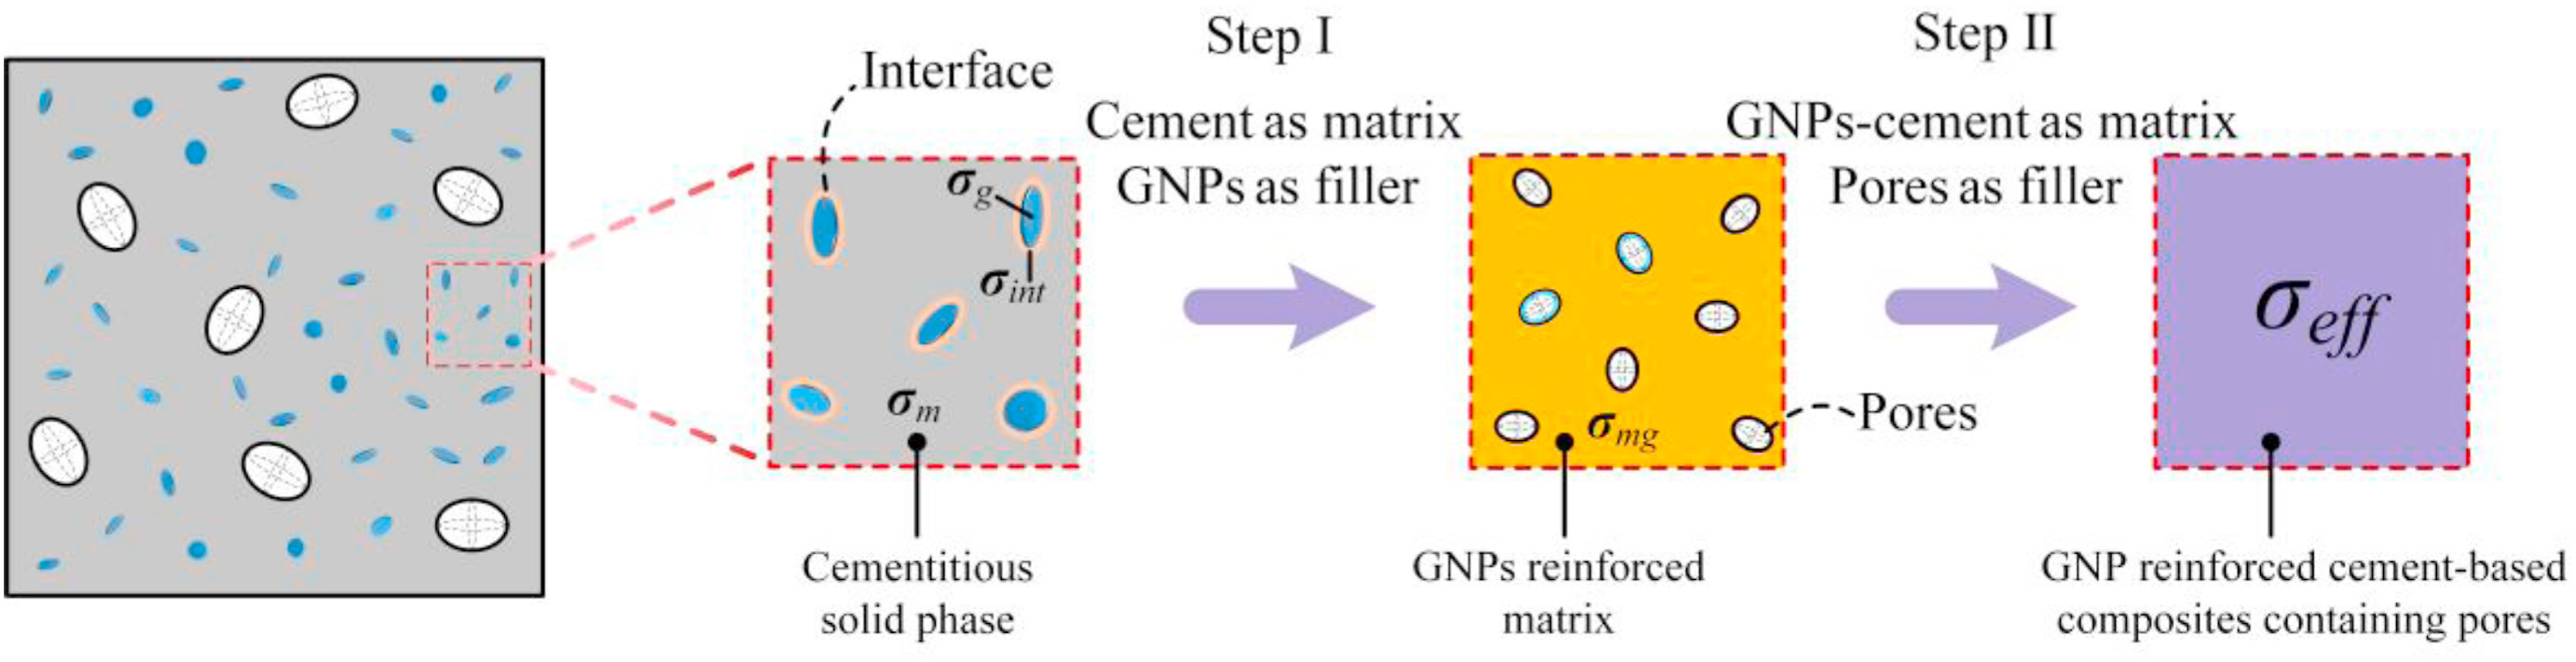 Interface
σg
σint
σm
Cementitious
solid phase
Step I
Cement as matrix
GNPs as filler
σmg
Pores
GNPs reinforced
matrix
Step II
GNPs-cement as matrix
Pores as filler
σeff
GNP reinforced cement-based
composites containing pores